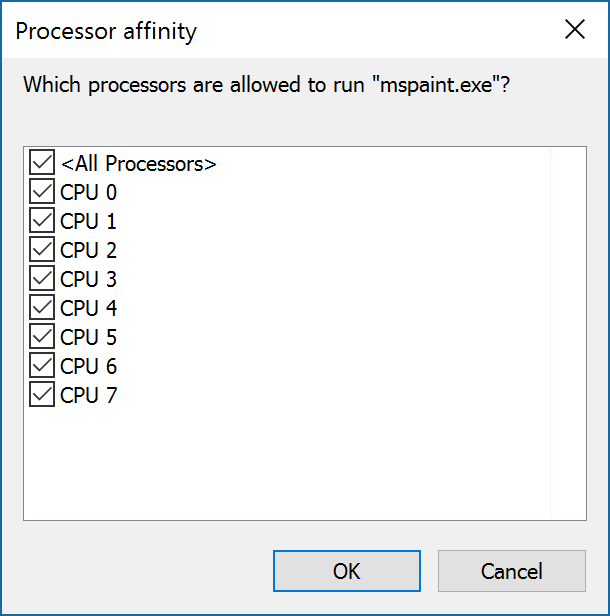 Processor affinity
Which processors are allowed to run "mspaint.exe"?
<All Processors>
CPU 0
CPU 1
CPU 2
CPU 3
CPU 4
CPU 5
CPU 6
CPU 7
OK
Cancel